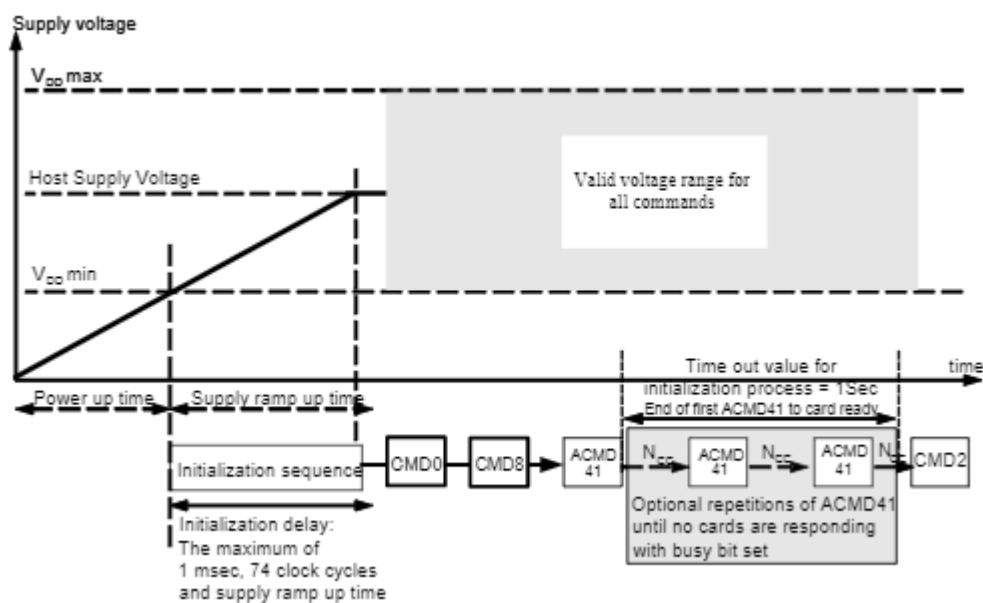 Supply voltage
V_DD max
Host Supply Voltage
Valid voltage range for
all commands
V_DD min
Time out value for
initialization process = 1Sec
End of first ACMD41 to card ready
time
Power up time
Supply ramp up time
Initialization sequence
CMD0
CMD8
ACMD
41
N_CC
ACMD
41
N_CC
ACMD
41
CMD2
Optional repetitions of ACMD41
until no cards are responding
with busy bit set
Initialization delay:
The maximum of
1 msec, 74 clock cycles
and supply ramp up time